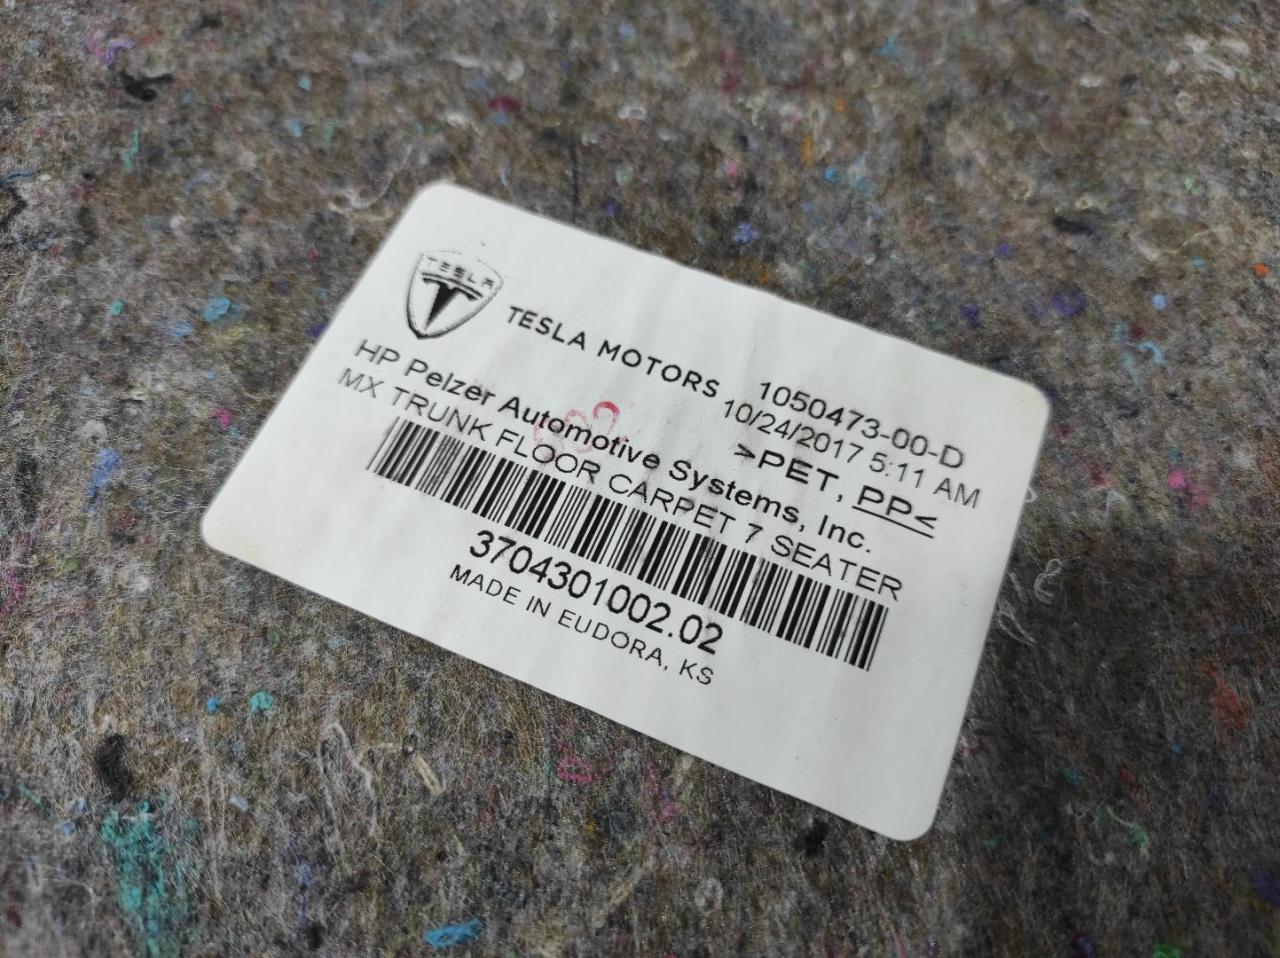 TESLA
TESLA MOTORS
1050473-00-D
10/24/2017 5:11 AM
>PET, PP<
HP Pelzer Automotive Systems, Inc.
MX TRUNK FLOOR CARPET 7 SEATER
3704301002.02
MADE IN EUDORA, KS